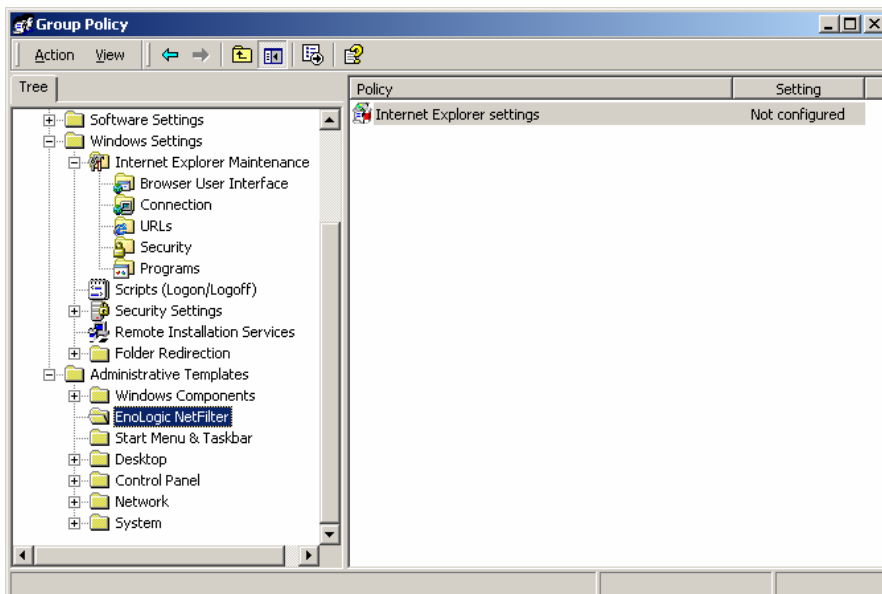 Group Policy
Action View
Tree
Policy Setting
Internet Explorer settings Not configured
Software Settings
Windows Settings
Internet Explorer Maintenance
Browser User Interface
Connection
URLs
Security
Programs
Scripts (Logon/Logoff)
Security Settings
Remote Installation Services
Folder Redirection
Administrative Templates
Windows Components
EnoLogic NetFilter
Start Menu & Taskbar
Desktop
Control Panel
Network
System